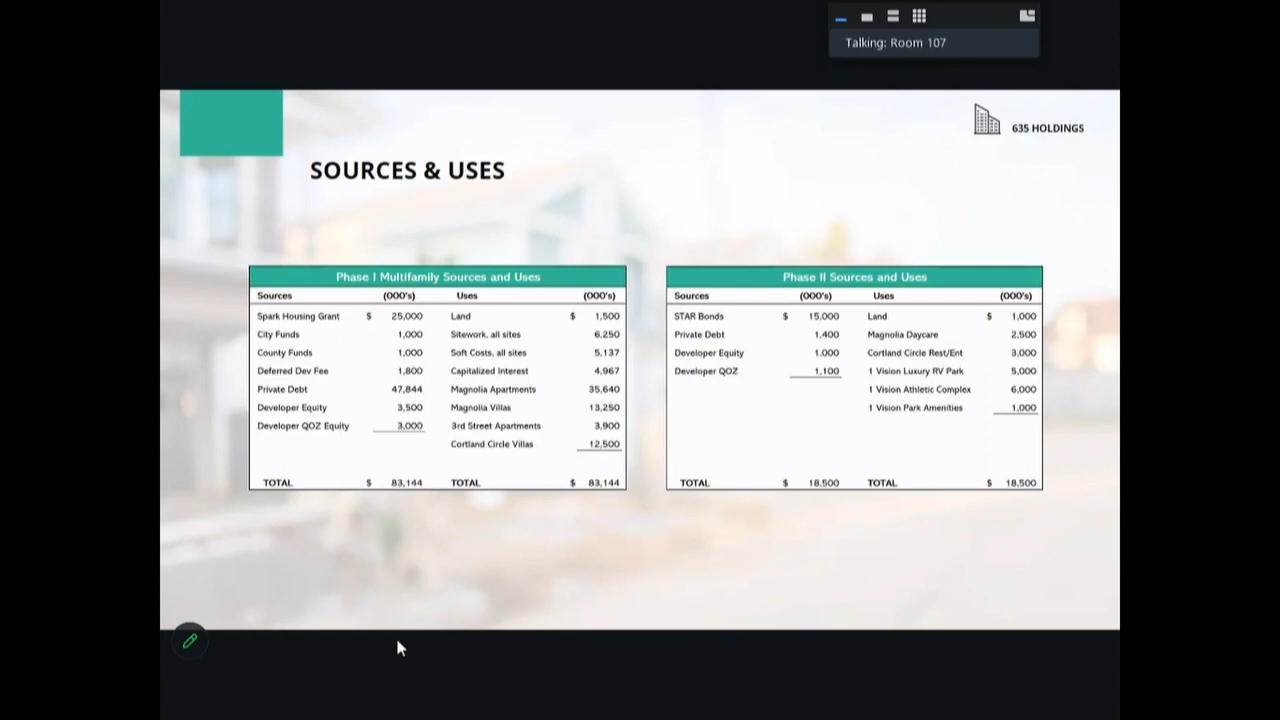 Talking: Room 107
635 HOLDINGS
SOURCES & USES
Phase I Multifamily Sources and Uses
Sources (000's) Uses (000's)
Spark Housing Grant $ 25,000 Land $ 1,500
City Funds 1,000 Sitework, all sites 6,250
County Funds 1,000 Soft Costs, all sites 5,137
Deferred Dev Fee 1,800 Capitalized Interest 4,967
Private Debt 47,844 Magnolia Apartments 35,640
Developer Equity 3,500 Magnolia Villas 13,250
Developer QOZ Equity 3,000 3rd Street Apartments 3,900
Cortland Circle Villas 12,500
TOTAL $ 83,144 TOTAL $ 83,144
Phase II Sources and Uses
Sources (000's) Uses (000's)
STAR Bonds $ 15,000 Land $ 1,000
Private Debt 1,400 Magnolia Daycare 2,500
Developer Equity 1,000 Cortland Circle Rest/Ent 3,000
Developer QOZ 1,100 1 Vision Luxury RV Park 5,000
1 Vision Athletic Complex 6,000
1 Vision Park Amenities 1,000
TOTAL $ 18,500 TOTAL $ 18,500